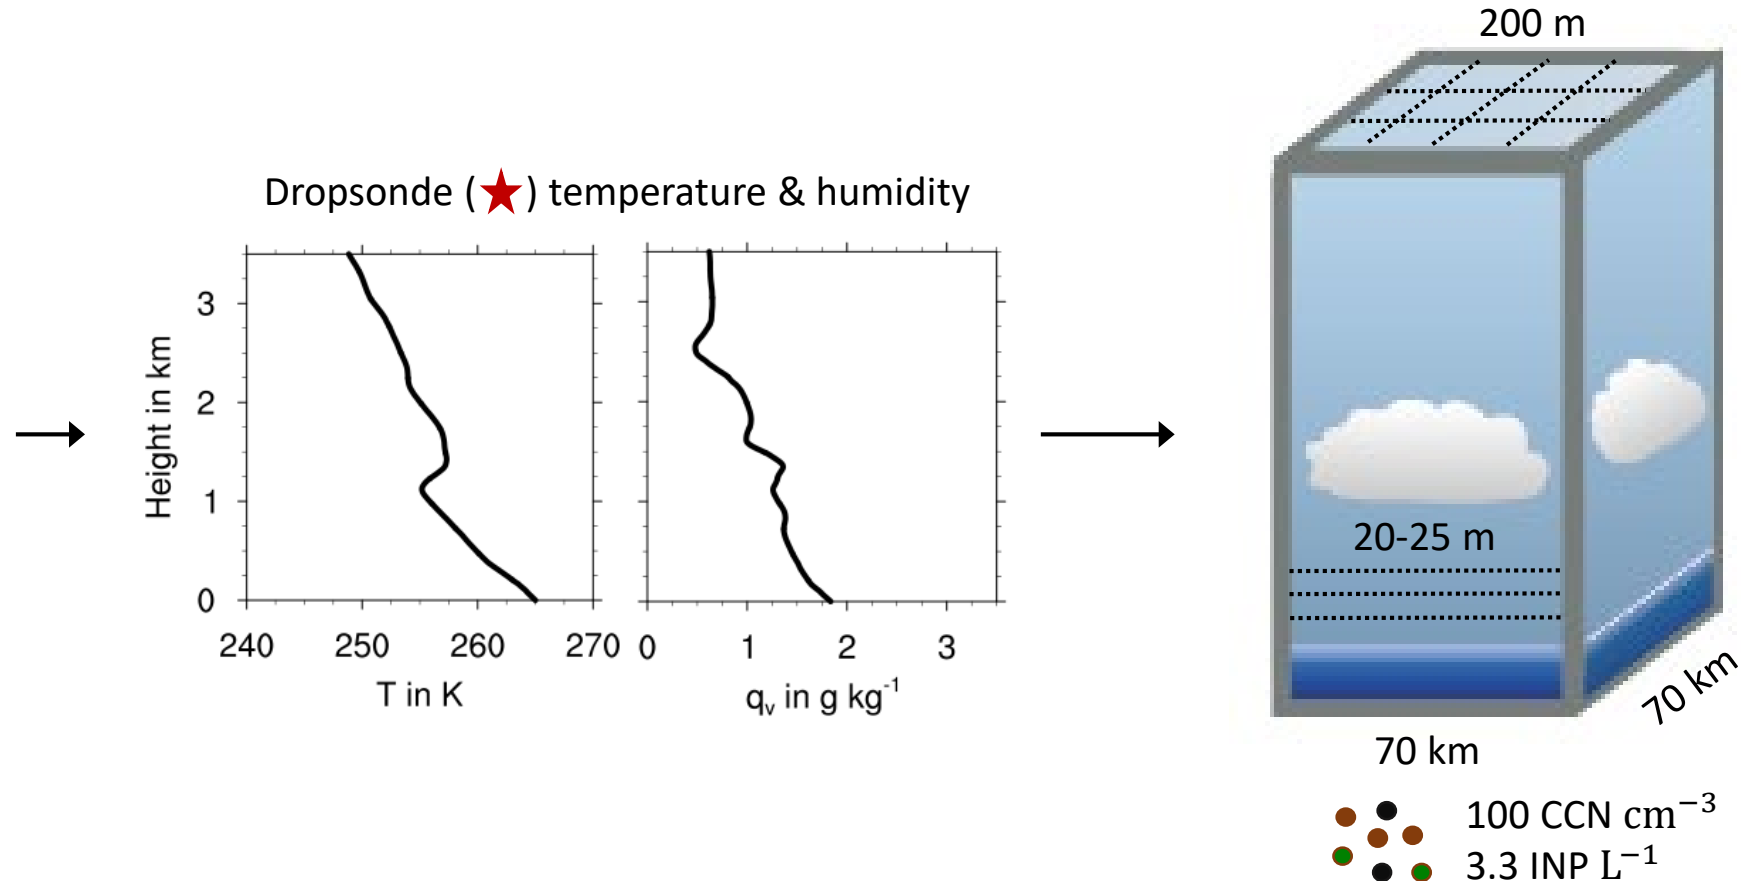 200 m
Dropsonde (★) temperature & humidity
Height in km
3
2
1
0
240 250 260 270
T in K
0 1 2 3
qv in g kg⁻¹
20-25 m
70 km
70 km
100 CCN cm⁻³
3.3 INP L⁻¹